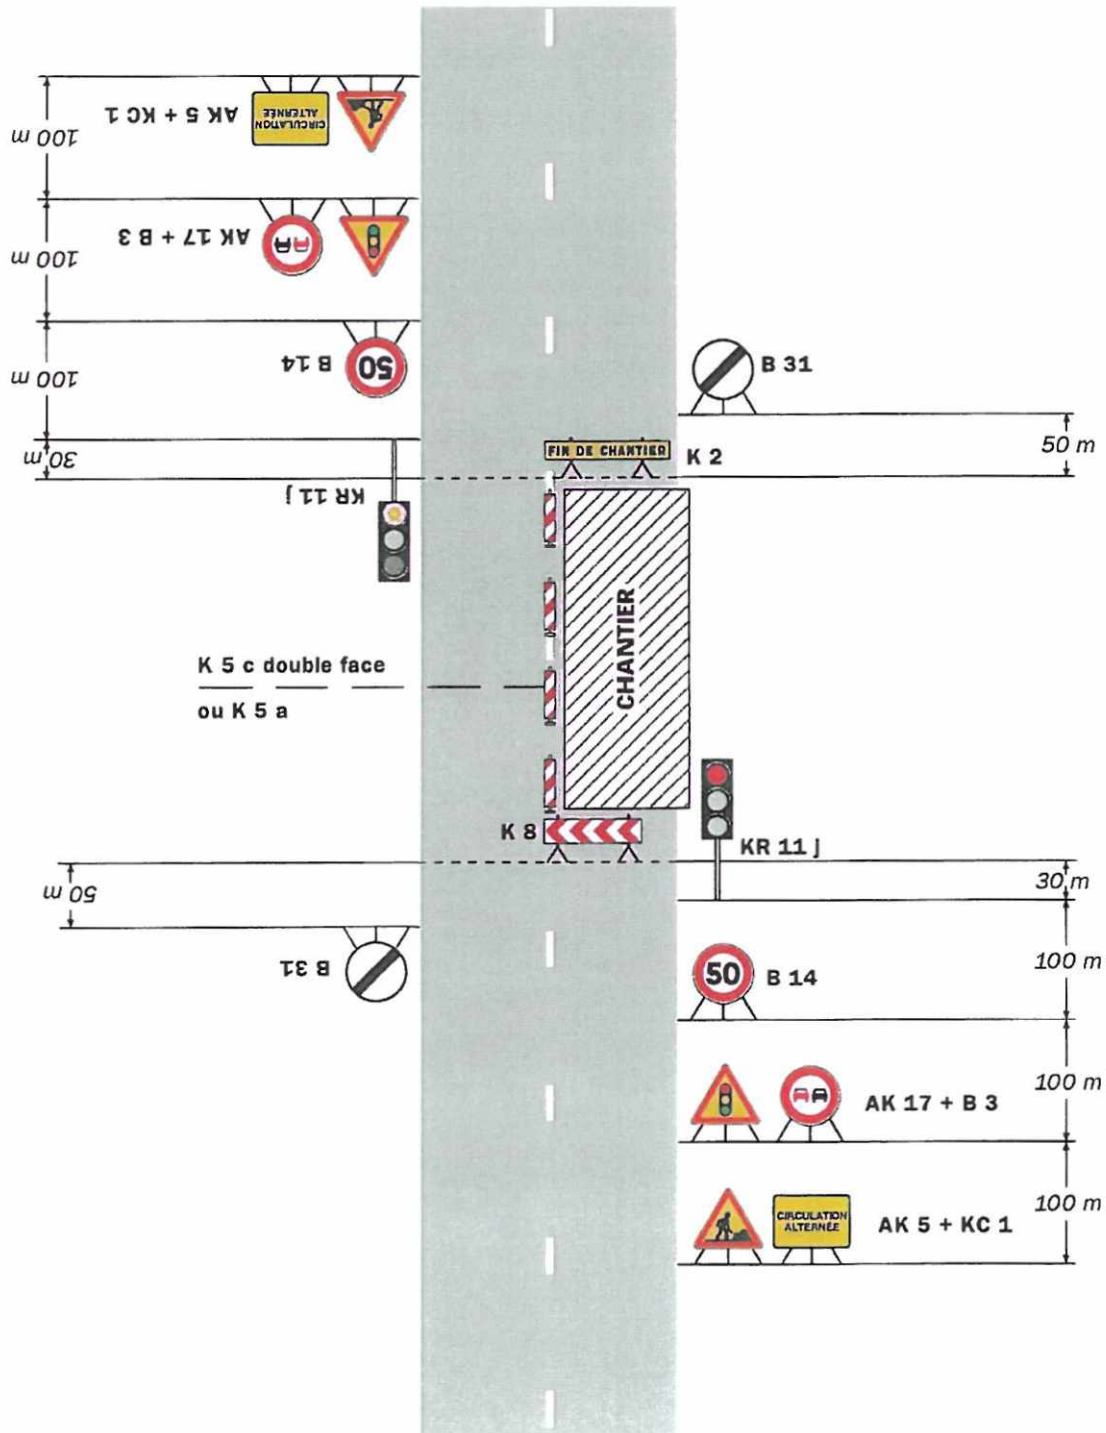 AK 5 + KC 1
CIRCULATION
ALTERNÉE
100 m
AK 17 + B 3
100 m
B 14
50
100 m
30 m
KR 11 j
B 31
50 m
FIN DE CHANTIER
K 2
CHANTIER
K 5 c double face
ou K 5 a
K 8
KR 11 j
30 m
50 m
B 31
50
B 14
100 m
AK 17 + B 3
100 m
CIRCULATION
ALTERNÉE
AK 5 + KC 1
100 m